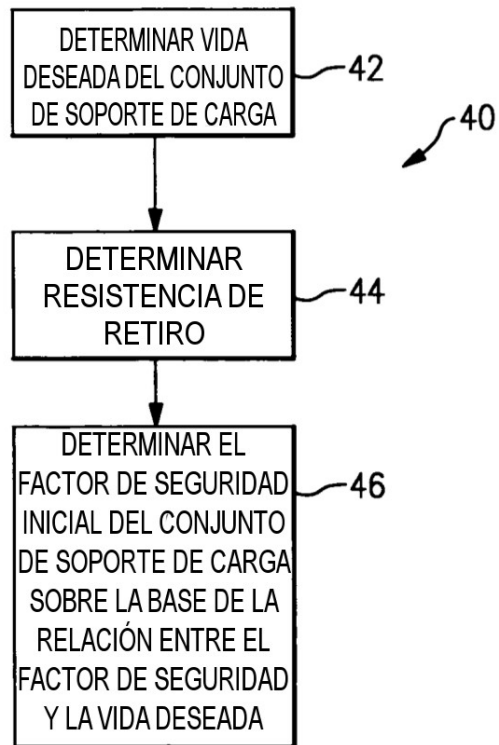 DETERMINAR VIDA
DESEADA DEL CONJUNTO
DE SOPORTE DE CARGA
42
40
DETERMINAR
RESISTENCIA DE
RETIRO
44
DETERMINAR EL
FACTOR DE SEGURIDAD
INICIAL DEL CONJUNTO
DE SOPORTE DE CARGA
SOBRE LA BASE DE LA
RELACIÓN ENTRE EL
FACTOR DE SEGURIDAD
Y LA VIDA DESEADA
46